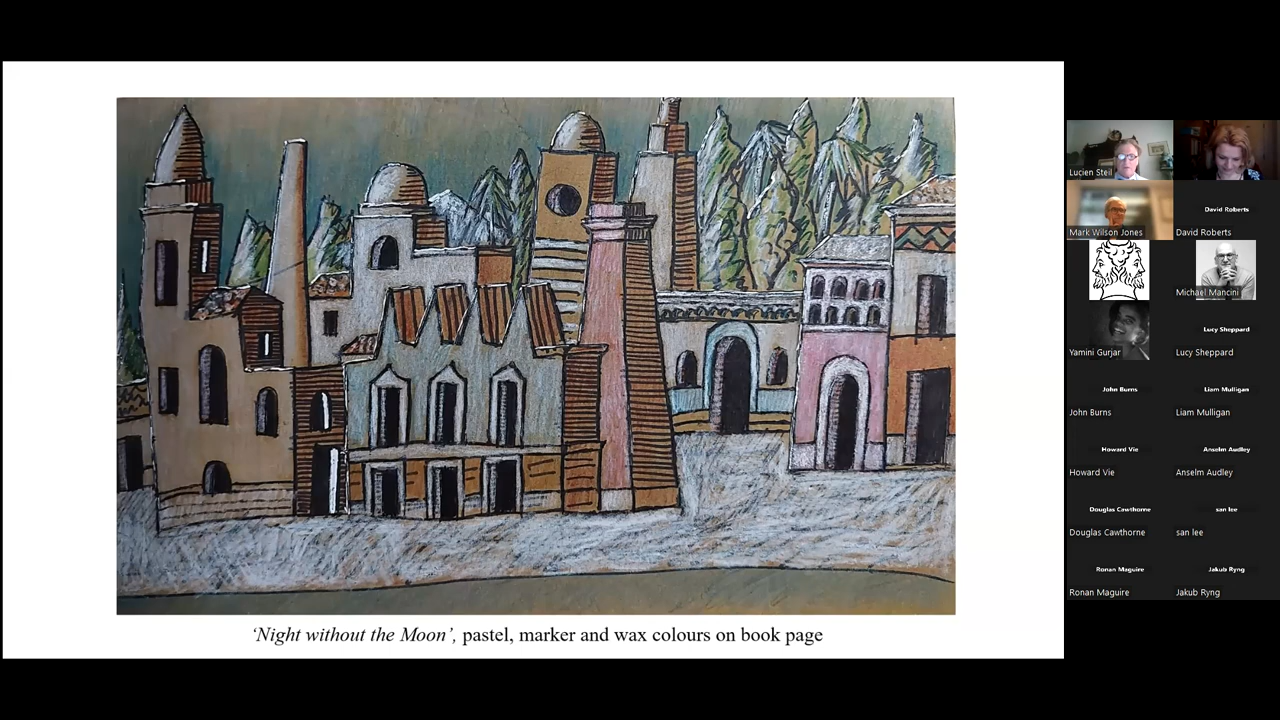 Lucien Steil
Mark Wilson Jones
David Roberts
David Roberts
Michael Mancini
Yamini Gurjar
Lucy Sheppard
Lucy Sheppard
John Burns
Liam Mulligan
John Burns
Liam Mulligan
Howard Vie
Anselm Audley
Howard Vie
Anselm Audley
Douglas Cawthorne
san lee
Douglas Cawthorne
san lee
Ronan Maguire
Jakub Ryng
Ronan Maguire
Jakub Ryng
‘Night without the Moon’, pastel, marker and wax colours on book page